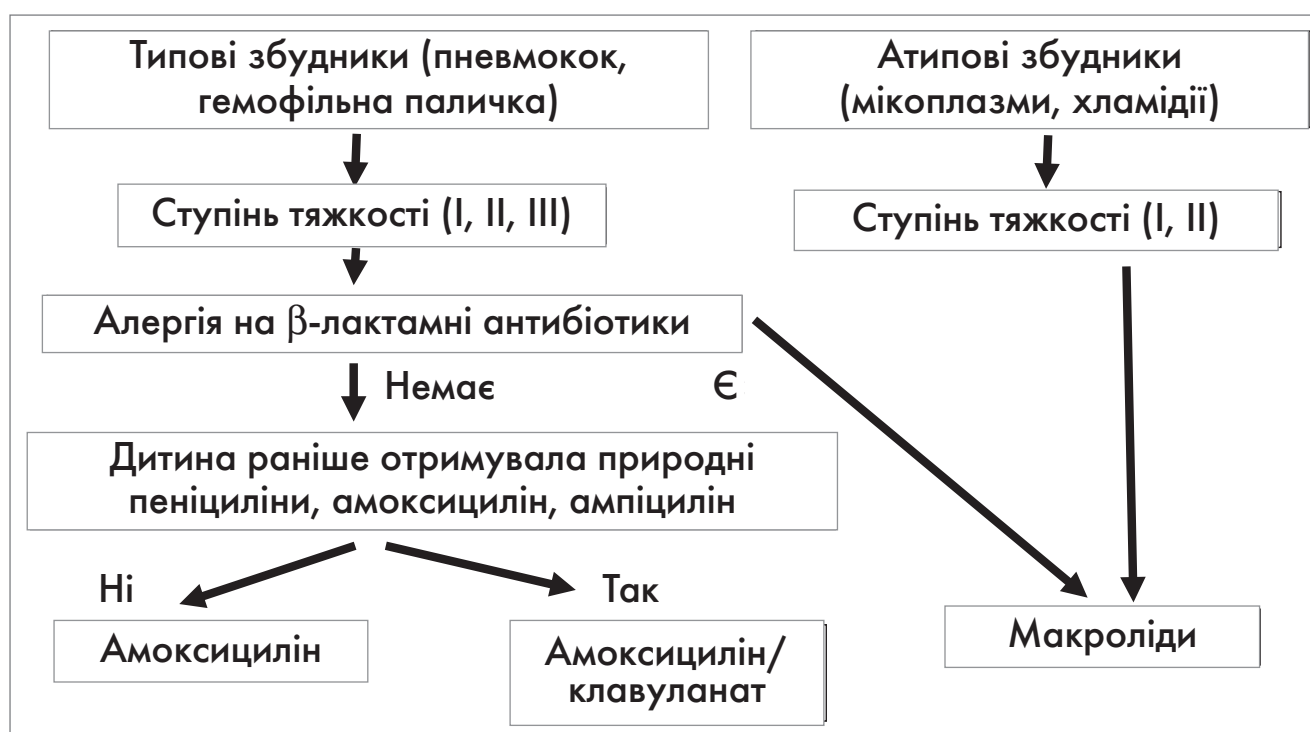 Типові збудники (пневмокок,
гемофільна паличка)
Атипові збудники
(мікоплазми, хламідії)
Ступінь тяжкості (I, II, III)
Ступінь тяжкості (I, II)
Алергія на β-лактамні антибіотики
Немає
Є
Дитина раніше отримувала природні
пеніциліни, амоксицилін, ампіцилін
Ні
Так
Амоксицилін
Амоксицилін/
клавуланат
Макроліди